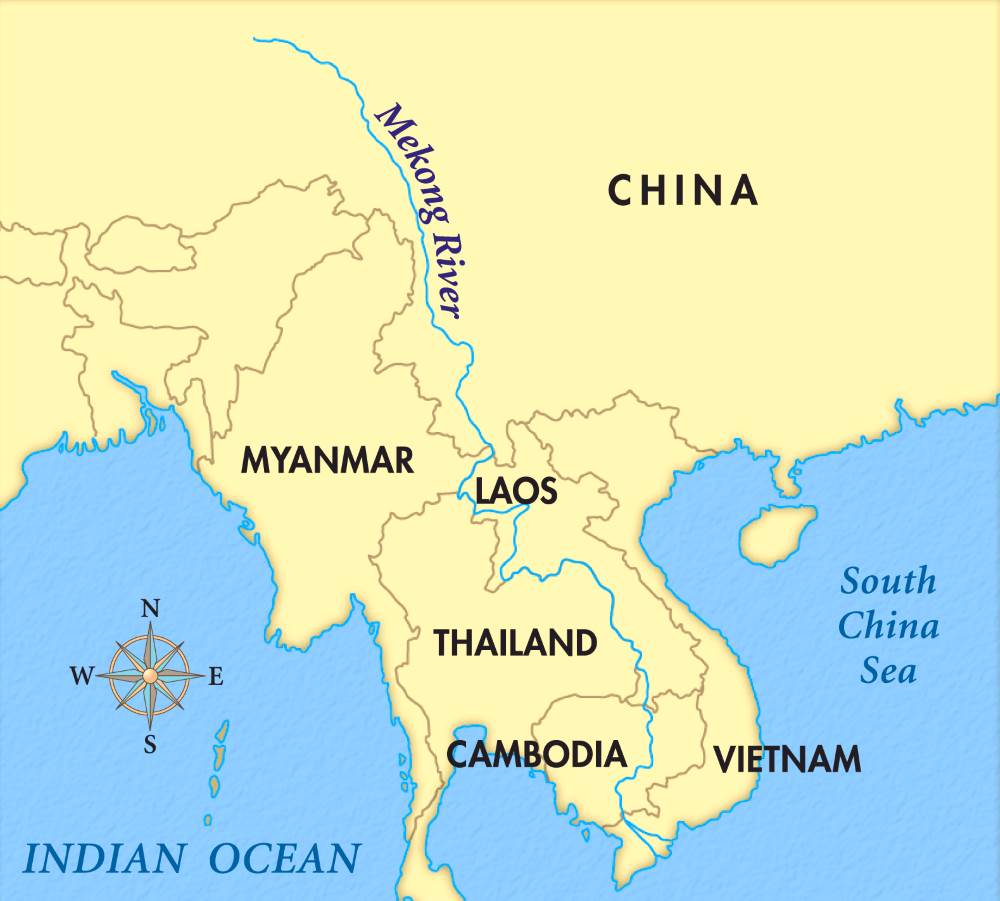 Mekong River
CHINA
MYANMAR
LAOS
South
China
Sea
N
W
E
S
THAILAND
CAMBODIA
VIETNAM
INDIAN OCEAN